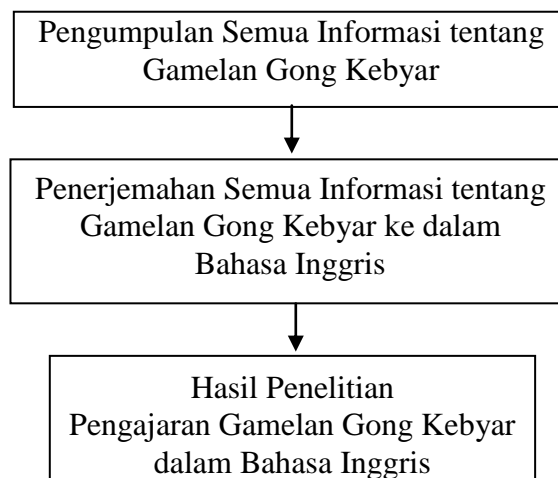 Pengumpulan Semua Informasi tentang
Gamelan Gong Kebyar
Penerjemahan Semua Informasi tentang
Gamelan Gong Kebyar ke dalam
Bahasa Inggris
Hasil Penelitian
Pengajaran Gamelan Gong Kebyar
dalam Bahasa Inggris